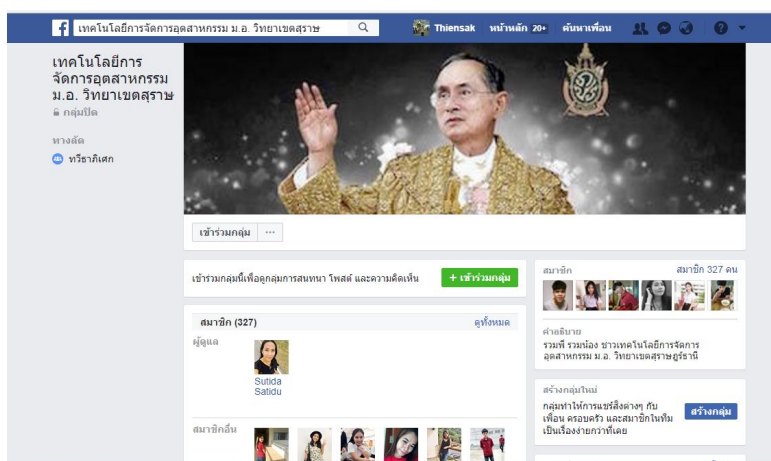 เทคโนโลยีการจัดการอุตสาหกรรม ม.อ. วิทยาเขตสุราษ
Thiensak หน้าหลัก 20+ ค้นหาเพื่อน
เทคโนโลยีการ
จัดการอุตสาหกรรม
ม.อ. วิทยาเขตสุราษ
กลุ่มปิด
ทางลัด
ทวีธาภิเศก
เข้าร่วมกลุ่ม
เข้าร่วมกลุ่มนี้เพื่อดูกลุ่มการสนทนา โพสต์ และความคิดเห็น
+ เข้าร่วมกลุ่ม
สมาชิก (327) ดูทั้งหมด
ผู้ดูแล
Sutida
Satidu
สมาชิกอื่น
สมาชิก สมาชิก 327 คน
คำอธิบาย
รวมพี่ รวมน้อง ชาวเทคโนโลยีการจัดการ
อุตสาหกรรม ม.อ. วิทยาเขตสุราษฎร์ธานี
สร้างกลุ่มใหม่
กลุ่มทำให้การแชร์สิ่งต่างๆ กับ
เพื่อน ครอบครัว และสมาชิกในทีม
เป็นเรื่องง่ายกว่าที่เคย
สร้างกลุ่ม